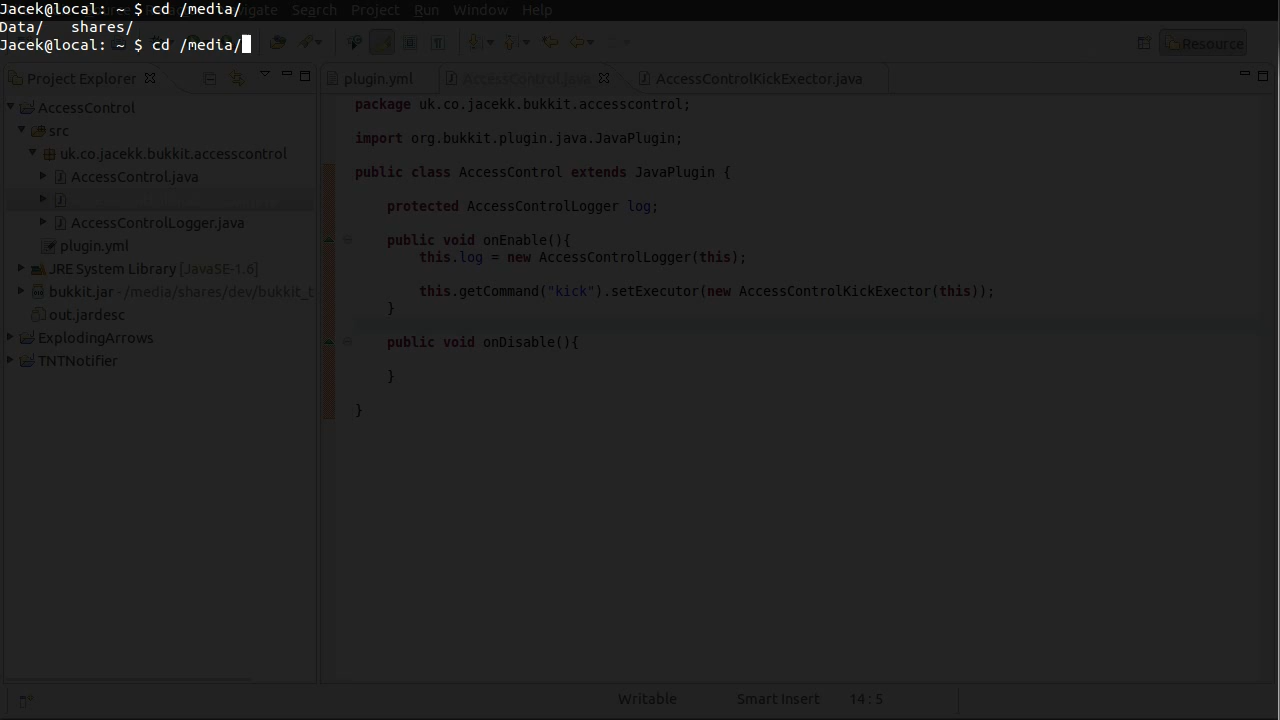 Jacek@local: ~ $ cd /media/
Data/ shares/
Jacek@local: ~ $ cd /media/
Search Project Run Window Help
Resource
Project Explorer
plugin.yml AccessControl.java AccessControlKickExector.java
AccessControl
src
uk.co.jacekk.bukkit.accesscontrol
AccessControl.java
AccessControlLogger.java
plugin.yml
JRE System Library [JavaSE-1.6]
bukkit.jar - /media/shares/dev/bukkit_t
out.jardesc
ExplodingArrows
TNTNotifier
package uk.co.jacekk.bukkit.accesscontrol;
import org.bukkit.plugin.java.JavaPlugin;
public class AccessControl extends JavaPlugin {
protected AccessControlLogger log;
public void onEnable(){
this.log = new AccessControlLogger(this);
this.getCommand("kick").setExecutor(new AccessControlKickExector(this));
}
public void onDisable(){
}
}
Writable Smart Insert 14 : 5